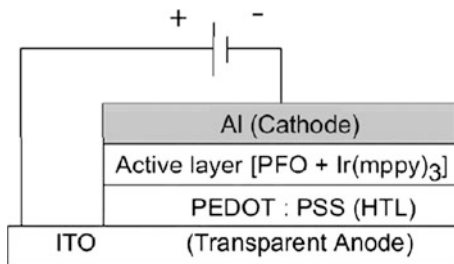 + -
Al (Cathode)
Active layer [PFO + Ir(mppy)3]
PEDOT : PSS (HTL)
ITO (Transparent Anode)